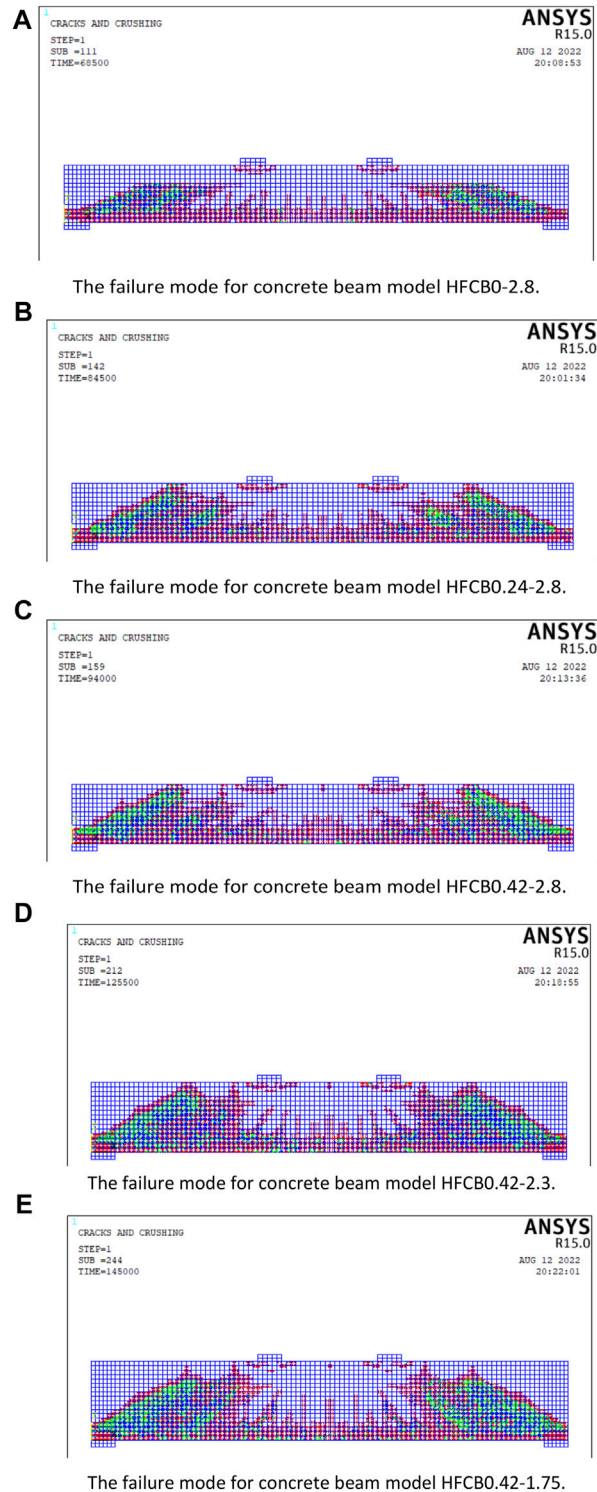 A
1
CRACKS AND CRUSHING
STEP=1
SUB =111
TIME=68500
ANSYS
R15.0
AUG 12 2022
20:08:53
The failure mode for concrete beam model HFCB0-2.8.
B
1
CRACKS AND CRUSHING
STEP=1
SUB =142
TIME=84500
ANSYS
R15.0
AUG 12 2022
20:01:34
The failure mode for concrete beam model HFCB0.24-2.8.
C
1
CRACKS AND CRUSHING
STEP=1
SUB =159
TIME=94000
ANSYS
R15.0
AUG 12 2022
20:13:36
The failure mode for concrete beam model HFCB0.42-2.8.
D
1
CRACKS AND CRUSHING
STEP=1
SUB =212
TIME=125500
ANSYS
R15.0
AUG 12 2022
20:18:55
The failure mode for concrete beam model HFCB0.42-2.3.
E
1
CRACKS AND CRUSHING
STEP=1
SUB =244
TIME=145000
ANSYS
R15.0
AUG 12 2022
20:22:01
The failure mode for concrete beam model HFCB0.42-1.75.